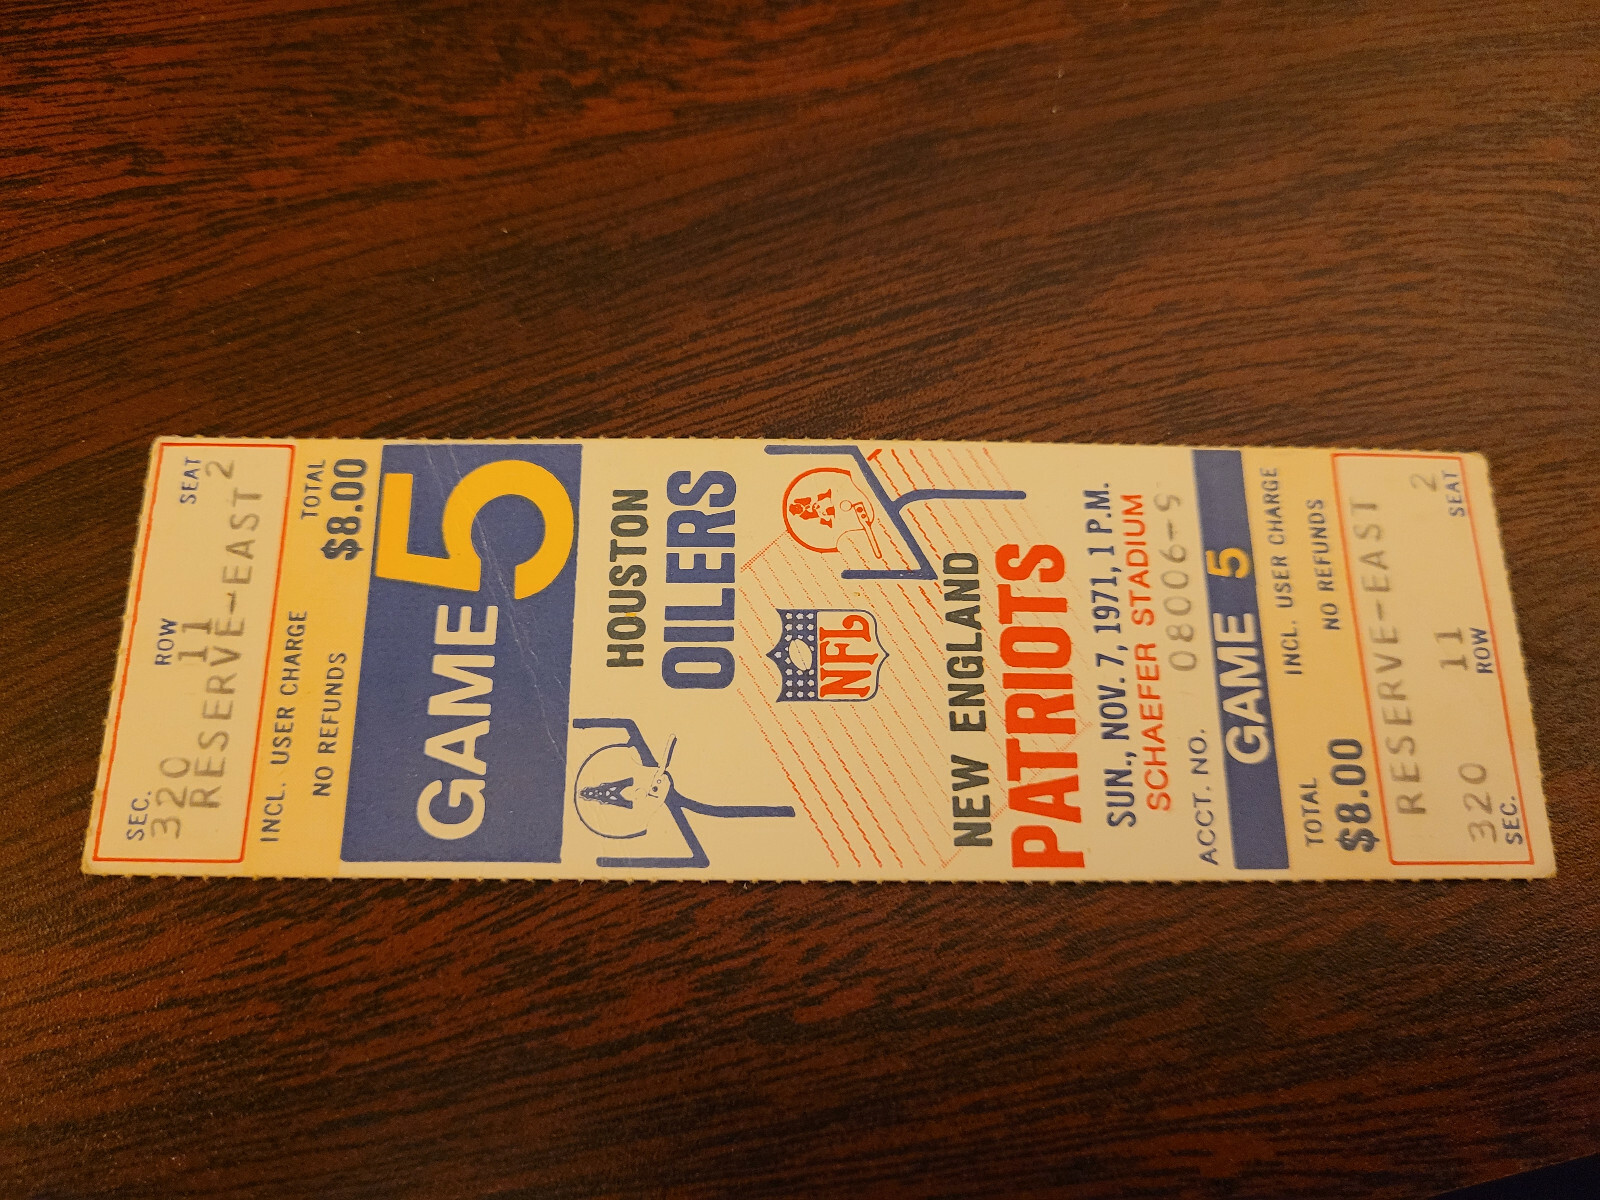 SEC. ROW SEAT
320 11 2
RESERVE-EAST
INCL. USER CHARGE TOTAL
NO REFUNDS $8.00
GAME 5
HOUSTON
OILERS
NFL
NEW ENGLAND
PATRIOTS
SUN., NOV. 7, 1971, 1 P.M.
SCHAEFER STADIUM
ACCT. NO. 08006-S
GAME 5
TOTAL INCL. USER CHARGE
$8.00 NO REFUNDS
RESERVE-EAST
320 11 2
SEC. ROW SEAT